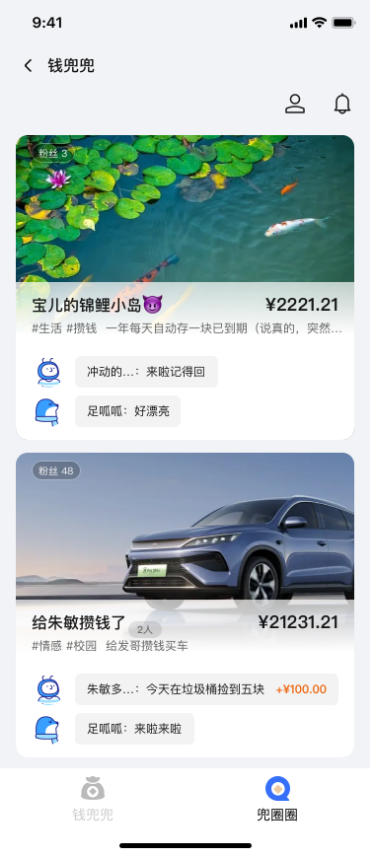 9:41
钱兜兜
粉丝 3
宝儿的锦鲤小岛😈 ¥2221.21
#生活 #攒钱 一年每天自动存一块已到期（说真的，突然...
冲动的...：来啦记得回
足呱呱：好漂亮
粉丝 48
给朱敏攒钱了 2人 ¥21231.21
#情感 #校园 给发哥攒钱买车
朱敏多...：今天在垃圾桶捡到五块 +¥100.00
足呱呱：来啦来啦
钱兜兜 兜圈圈